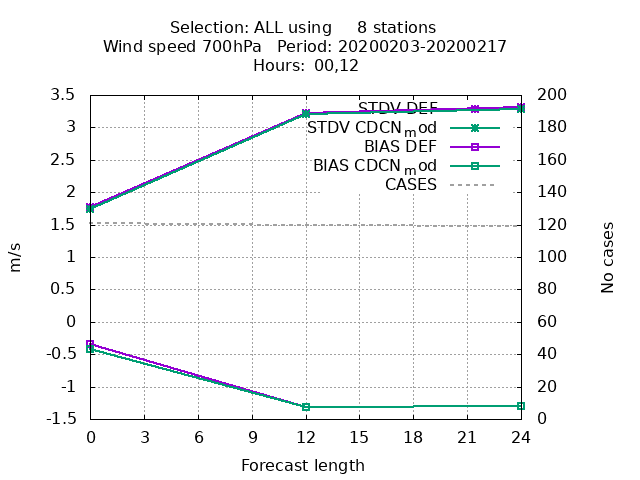 Selection: ALL using 8 stations
Wind speed 700hPa Period: 20200203-20200217
Hours: 00,12
3.5
3
2.5
2
1.5
1
0.5
0
-0.5
-1
-1.5
m/s
STDV DEF
STDV CDCNmod
BIAS DEF
BIAS CDCNmod
CASES
200
180
160
140
120
100
80
60
40
20
0
No cases
0 3 6 9 12 15 18 21 24
Forecast length